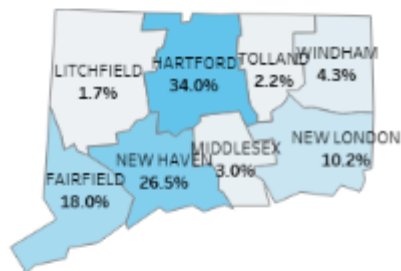 LITCHFIELD
1.7%
HARTFORD
34.0%
TOLLAND
2.2%
WINDHAM
4.3%
FAIRFIELD
18.0%
NEW HAVEN
26.5%
MIDDLESEX
3.0%
NEW LONDON
10.2%